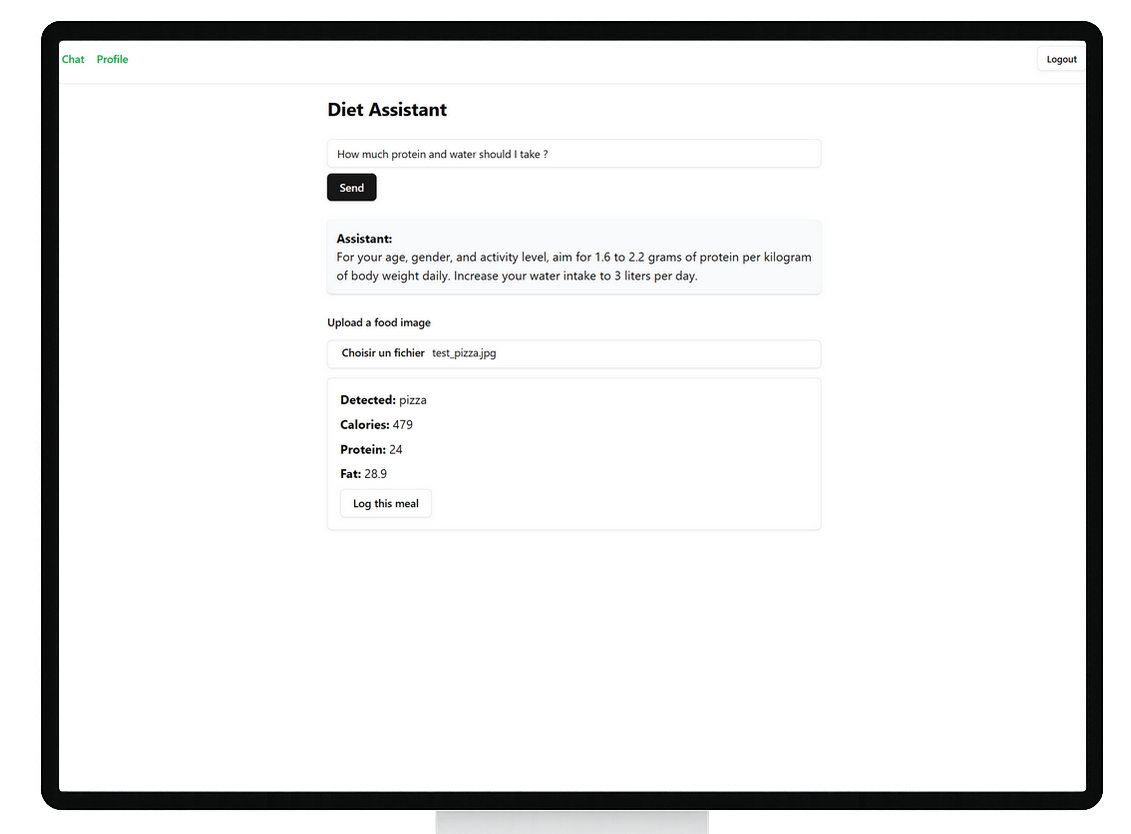 Chat Profile Logout
Diet Assistant
How much protein and water should I take ?
Send
Assistant:
For your age, gender, and activity level, aim for 1.6 to 2.2 grams of protein per kilogram
of body weight daily. Increase your water intake to 3 liters per day.
Upload a food image
Choisir un fichier test_pizza.jpg
Detected: pizza
Calories: 479
Protein: 24
Fat: 28.9
Log this meal